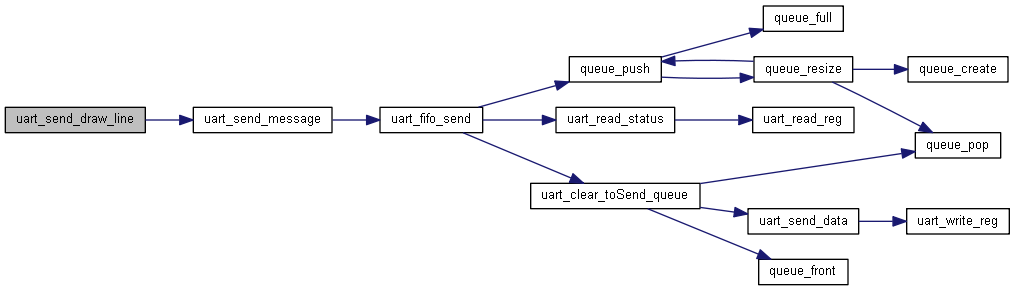 queue_full
queue_push
queue_resize
queue_create
uart_send_draw_line
uart_send_message
uart_fifo_send
uart_read_status
uart_read_reg
queue_pop
uart_clear_toSend_queue
uart_send_data
uart_write_reg
queue_front